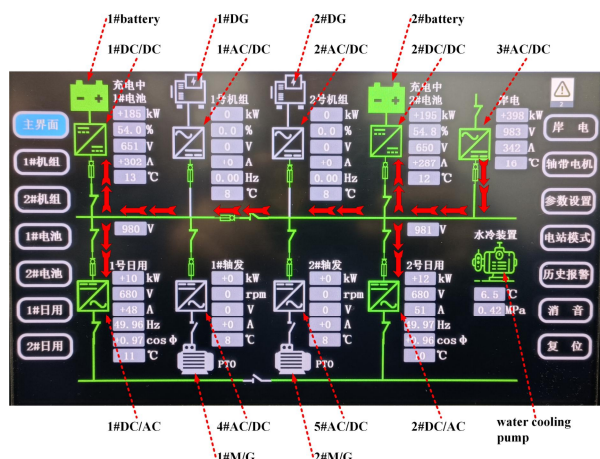 1#battery 1#DG 2#DG 2#battery
1#DC/DC 1#AC/DC 2#AC/DC 2#DC/DC 3#AC/DC
充电中 充电中
1#电池 1号机组 2号机组 2#电池 岸电
+185 kW 0 kW 0 kW +195 kW +398 kW
54.0 % 0.0 % 0.0 % 54.8 % 983 V
651 V 0 V 0 V 650 V 342 A
+302 A +0 A +0 A +287 A 16 ℃
13 ℃ 0.00 Hz 0.00 Hz 12 ℃
8 ℃ 8 ℃
主界面
1#机组
2#机组
1#电池
2#电池
1#日用
2#日用
岸 电
轴带电机
参数设置
电站模式
历史报警
消 音
复 位
980 V 981 V
水冷装置
6.5 ℃
0.42 MPa
1号日用 1#轴发 2#轴发 2号日用
+10 kW +0 kW +0 kW +12 kW
680 V 0 rpm 0 rpm 680 V
+48 A 0 V 0 V 51 A
49.96 Hz +0 A +0 A 49.97 Hz
+0.97 cosΦ 8 ℃ 8 ℃ 0.96 cosΦ
11 ℃ ℃
PTO PTO
1#DC/AC 4#AC/DC 5#AC/DC 2#DC/AC water cooling
pump
1#M/G 2#M/G